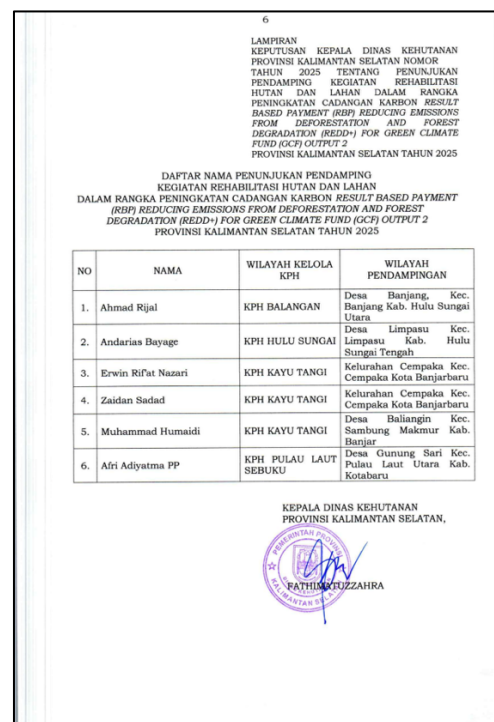 6
LAMPIRAN
KEPUTUSAN KEPALA DINAS KEHUTANAN
PROVINSI KALIMANTAN SELATAN NOMOR
TAHUN 2025 TENTANG PENUNJUKAN
PENDAMPING KEGIATAN REHABILITASI
HUTAN DAN LAHAN DALAM RANGKA
PENINGKATAN CADANGAN KARBON RESULT
BASED PAYMENT (RBP) REDUCING EMISSIONS
FROM DEFORESTATION AND FOREST
DEGRADATION (REDD+) FOR GREEN CLIMATE
FUND (GCF) OUTPUT 2
PROVINSI KALIMANTAN SELATAN TAHUN 2025
DAFTAR NAMA PENUNJUKAN PENDAMPING
KEGIATAN REHABILITASI HUTAN DAN LAHAN
DALAM RANGKA PENINGKATAN CADANGAN KARBON RESULT BASED PAYMENT
(RBP) REDUCING EMISSIONS FROM DEFORESTATION AND FOREST
DEGRADATION (REDD+) FOR GREEN CLIMATE FUND (GCF) OUTPUT 2
PROVINSI KALIMANTAN SELATAN TAHUN 2025
NO NAMA WILAYAH KELOLA KPH WILAYAH PENDAMPINGAN
1. Ahmad Rijal KPH BALANGAN Desa Banjang, Kec. Banjang Kab. Hulu Sungai Utara
2. Andarias Bayage KPH HULU SUNGAI Desa Limpasu Kec. Limpasu Kab. Hulu Sungai Tengah
3. Erwin Rif'at Nazari KPH KAYU TANGI Kelurahan Cempaka Kec. Cempaka Kota Banjarbaru
4. Zaidan Sadad KPH KAYU TANGI Kelurahan Cempaka Kec. Cempaka Kota Banjarbaru
5. Muhammad Humaidi KPH KAYU TANGI Desa Baliangin Kec. Sambung Makmur Kab. Banjar
6. Afri Adiyatma PP KPH PULAU LAUT SEBUKU Desa Gunung Sari Kec. Pulau Laut Utara Kab. Kotabaru
KEPALA DINAS KEHUTANAN
PROVINSI KALIMANTAN SELATAN,
PEMERINTAH PROVINSI
KALIMANTAN SELATAN
FATHIMATUZZAHRA